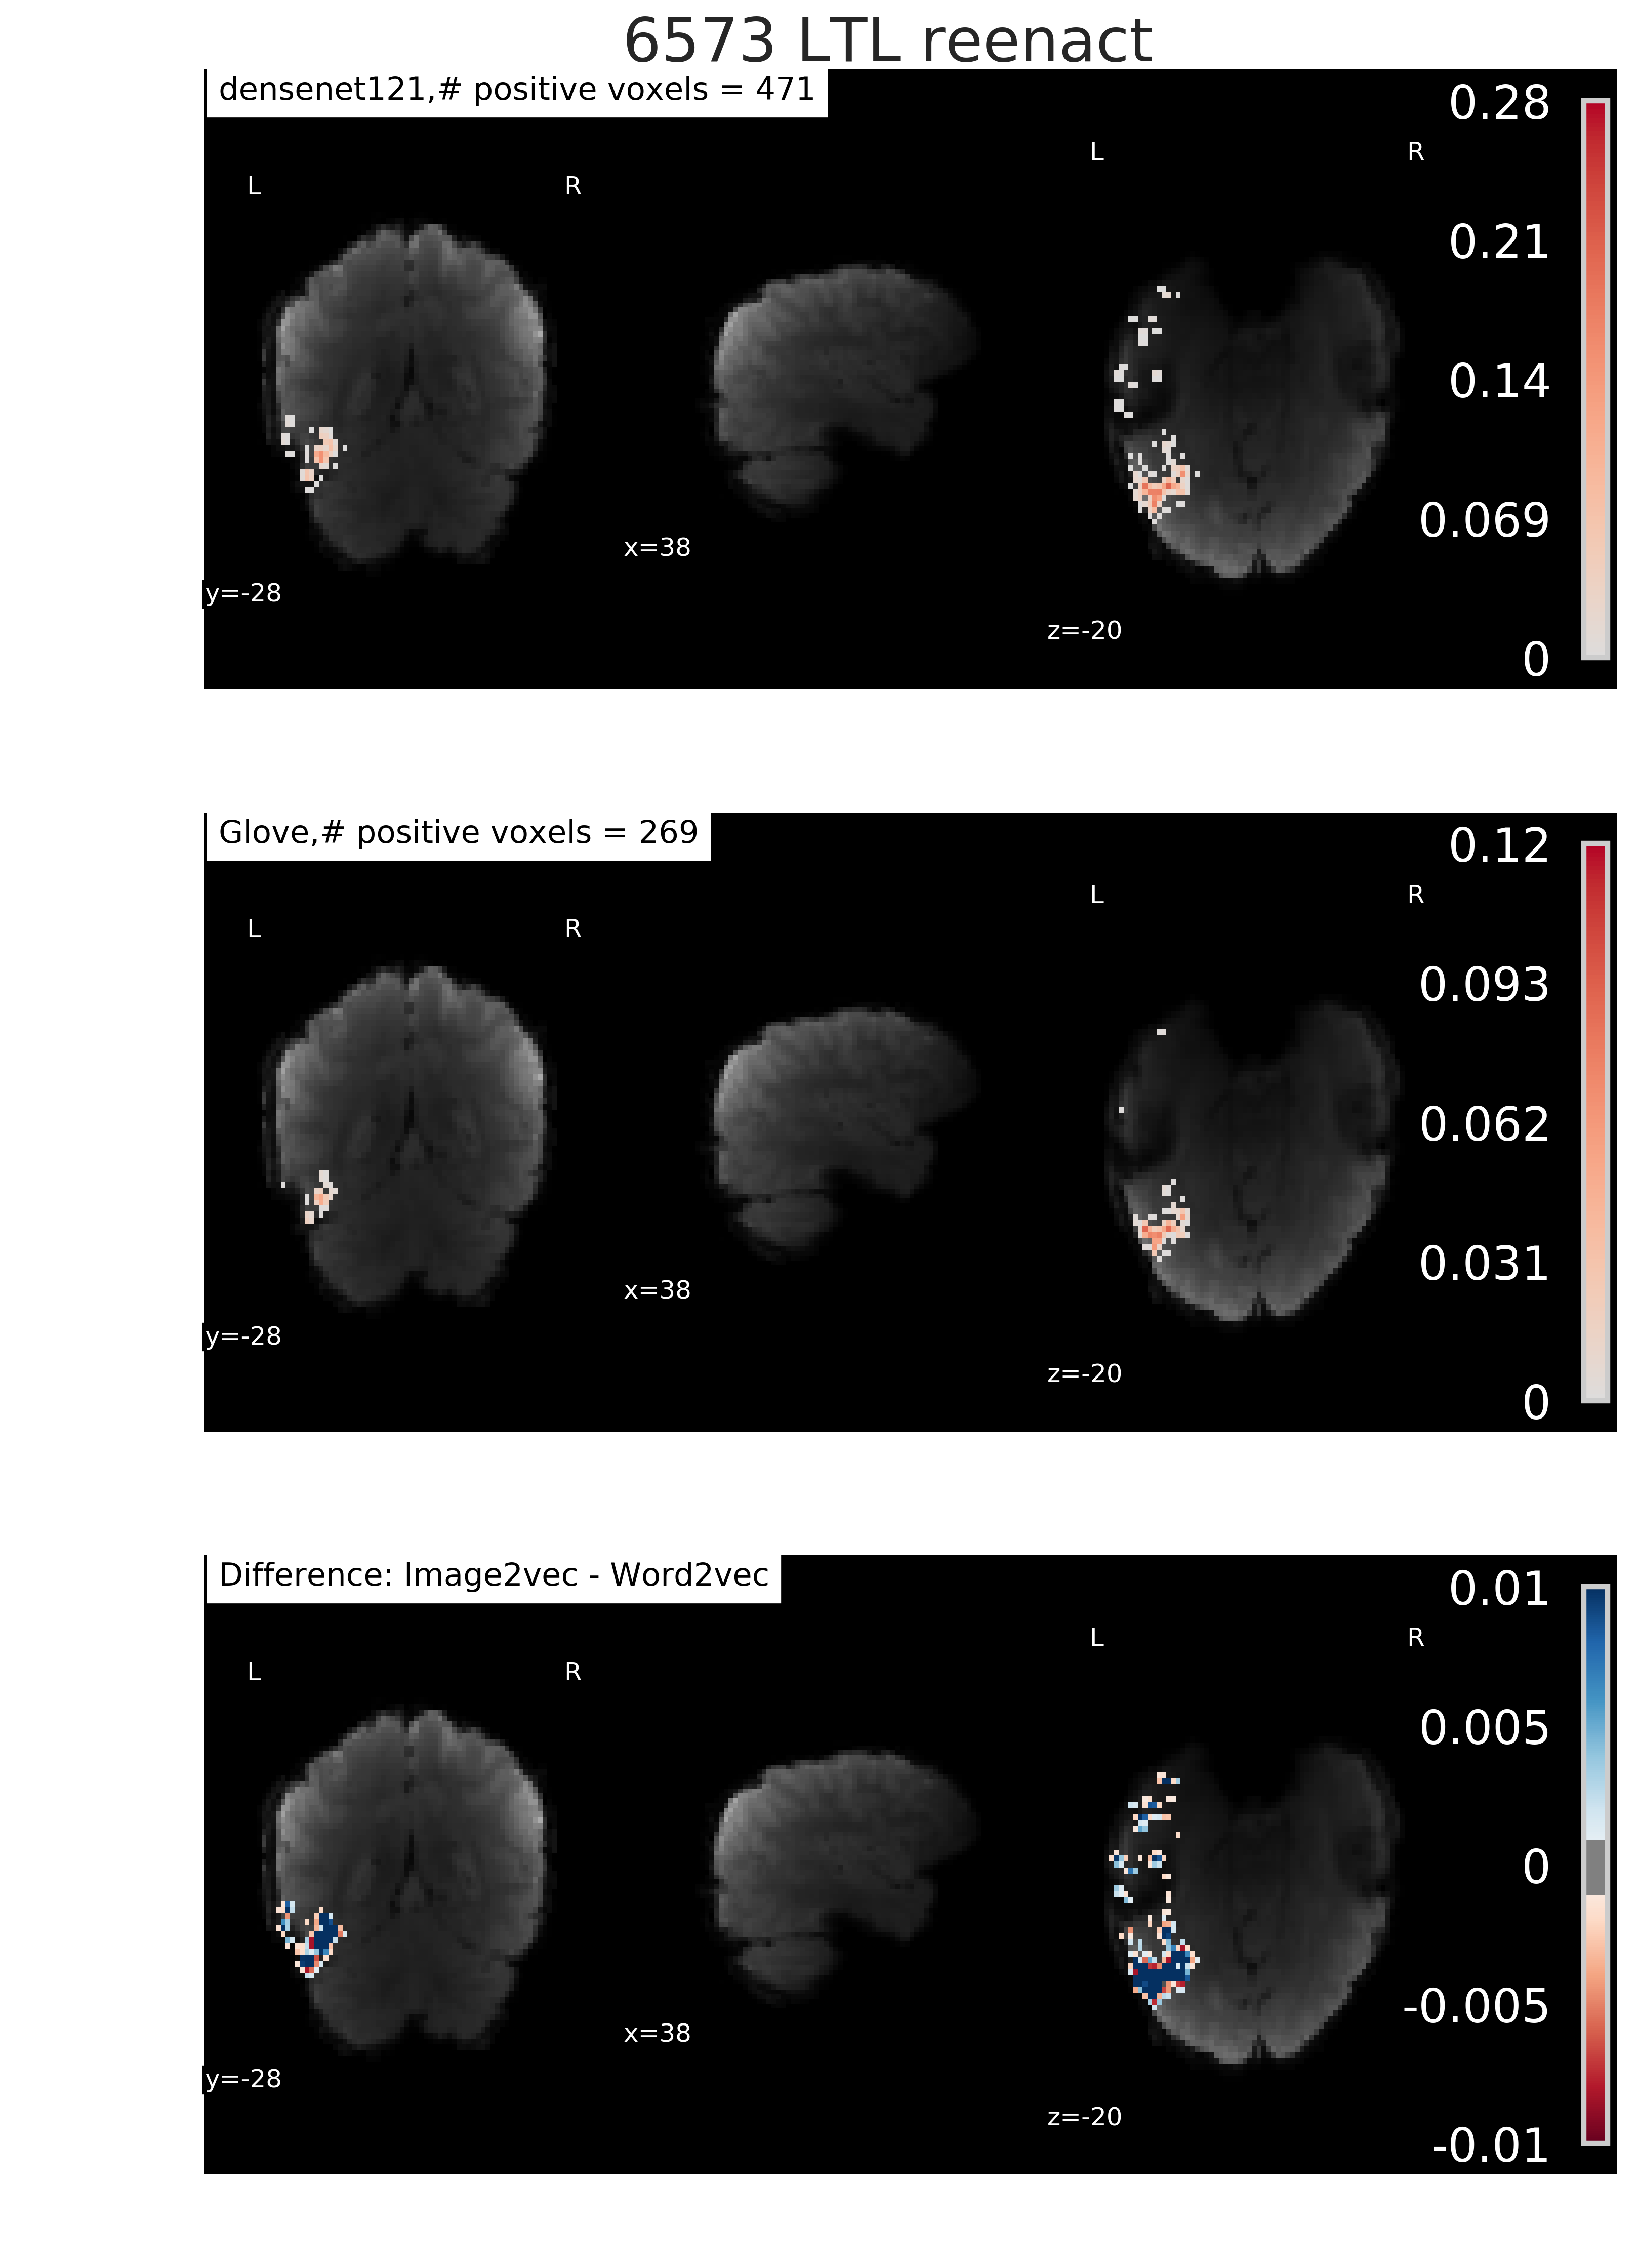 6573 LTL reenact
densenet121,# positive voxels = 471
L R L R
y=-28
x=38
z=-20
0.28
0.21
0.14
0.069
0
Glove,# positive voxels = 269
L R L R
y=-28
x=38
z=-20
0.12
0.093
0.062
0.031
0
Difference: Image2vec - Word2vec
L R L R
y=-28
x=38
z=-20
0.01
0.005
0
-0.005
-0.01